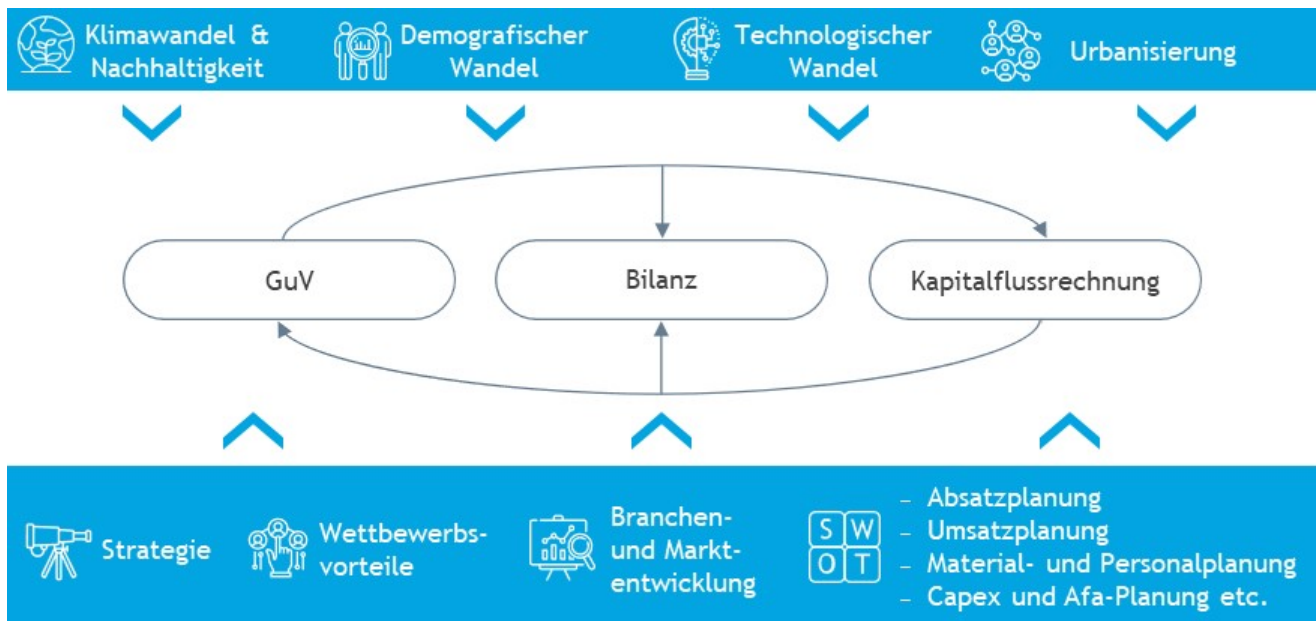 Klimawandel &
Nachhaltigkeit
Demografischer
Wandel
Technologischer
Wandel
Urbanisierung
GuV
Bilanz
Kapitalflussrechnung
Strategie
Wettbewerbs-
vorteile
Branchen-
und Markt-
entwicklung
S W
O T
– Absatzplanung
– Umsatzplanung
– Material- und Personalplanung
– Capex und Afa-Planung etc.